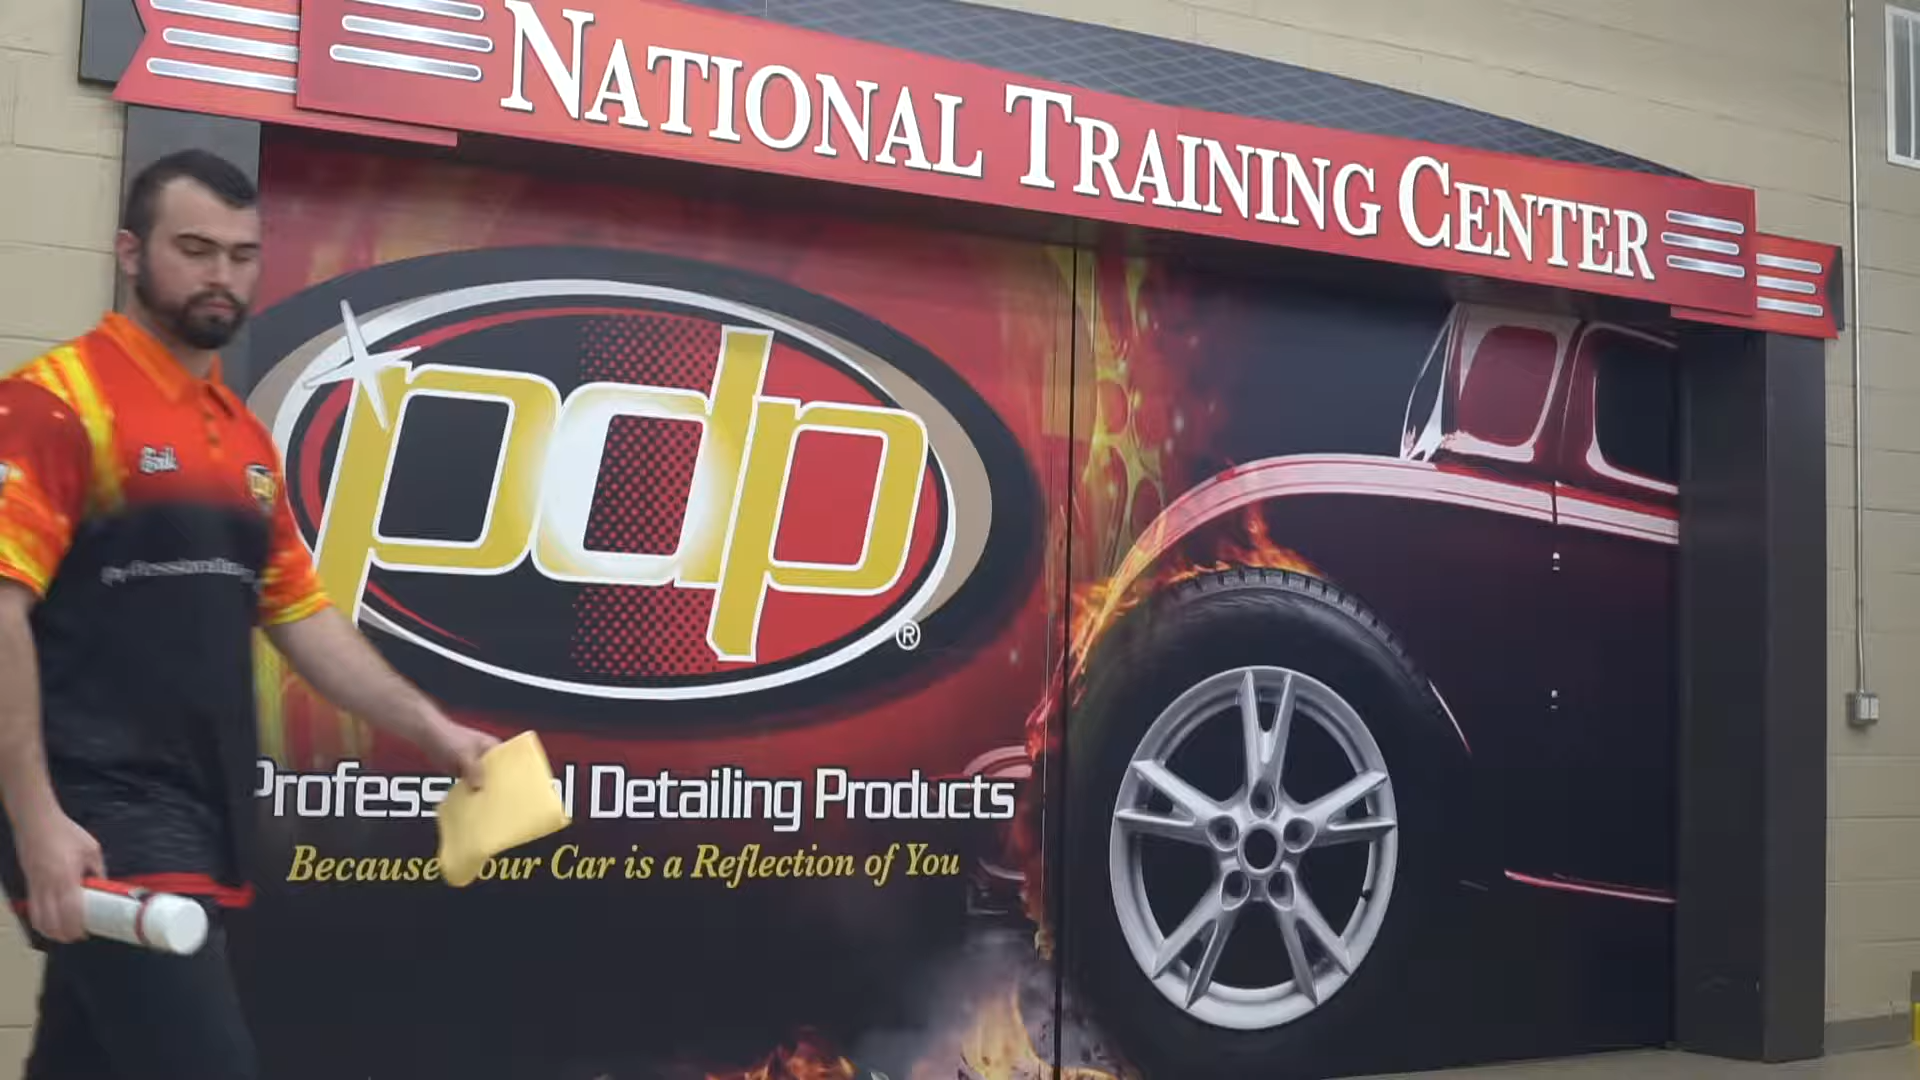 NATIONAL TRAINING CENTER
pdp
®
Profess l Detailing Products
Because our Car is a Reflection of You